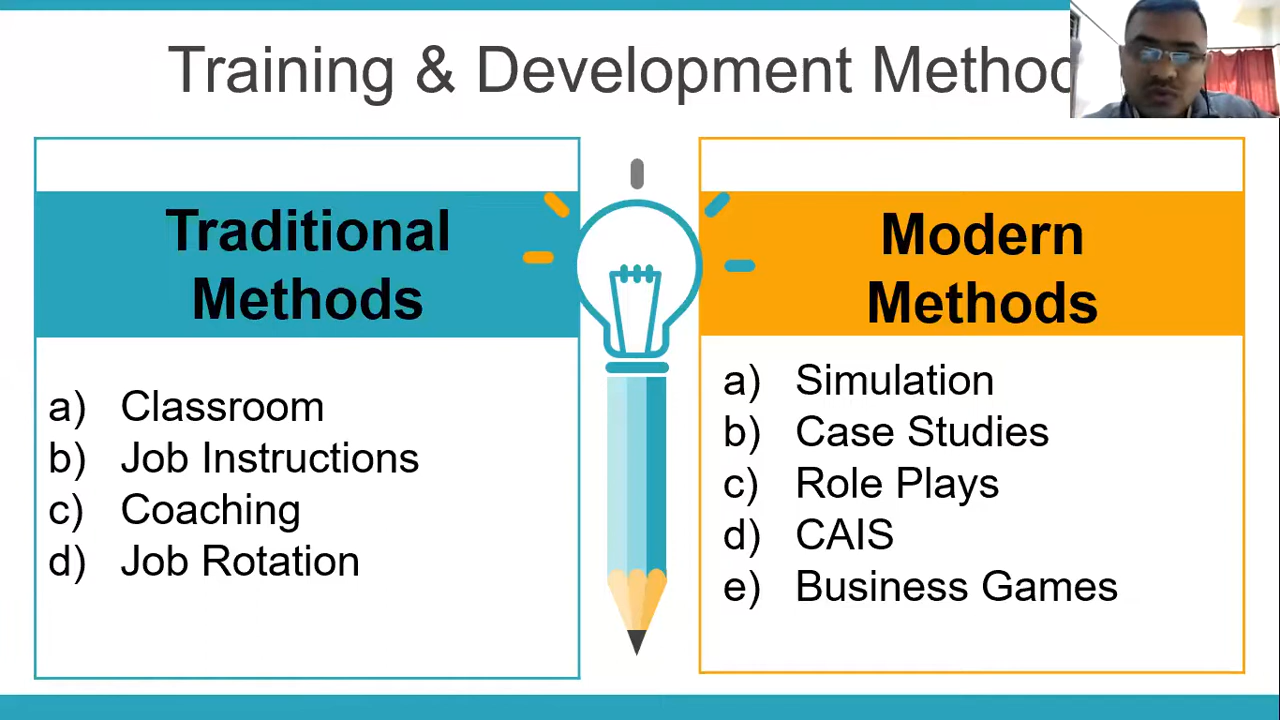 Training & Development Metho
Traditional
Methods
a) Classroom
b) Job Instructions
c) Coaching
d) Job Rotation
Modern
Methods
a) Simulation
b) Case Studies
c) Role Plays
d) CAIS
e) Business Games